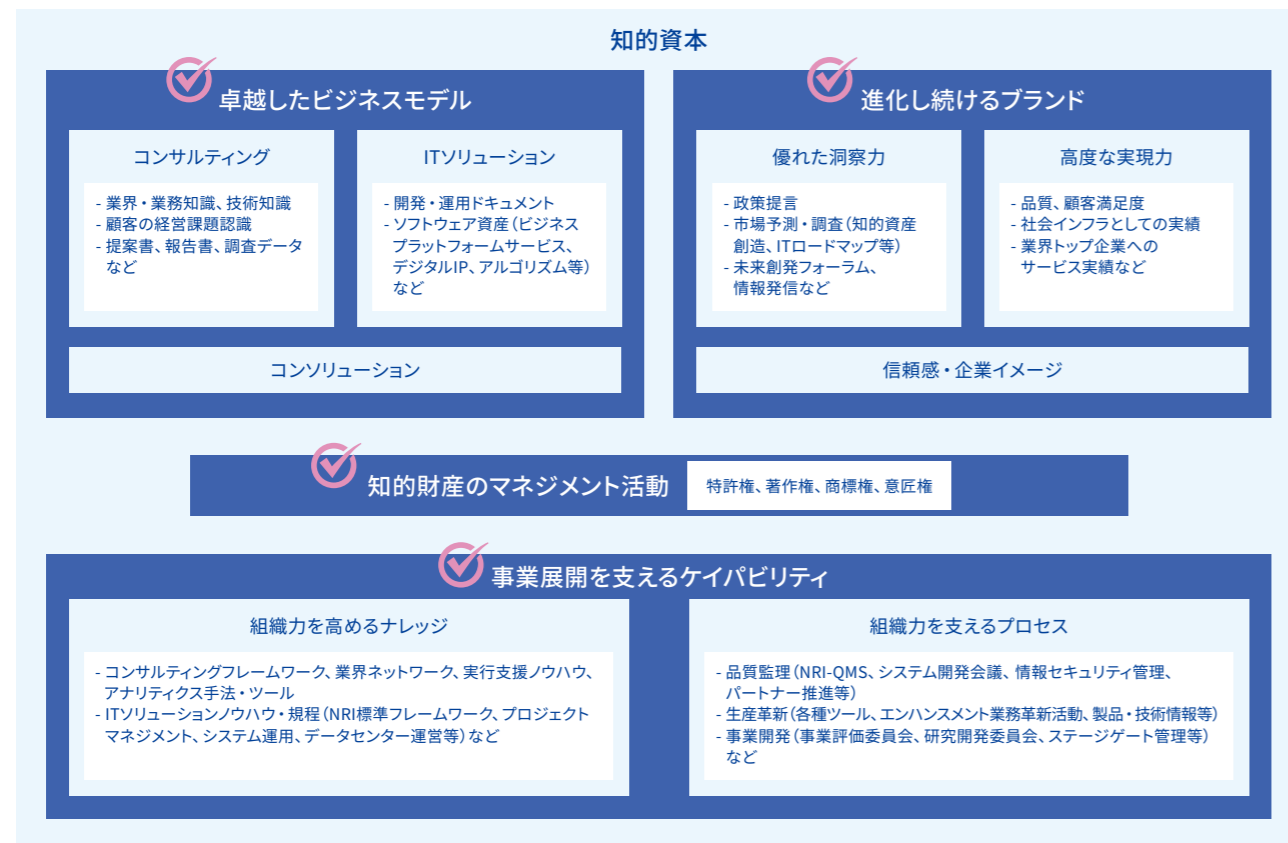 知的資本
卓越したビジネスモデル
コンサルティング
- 業界・業務知識、技術知識
- 顧客の経営課題認識
- 提案書、報告書、調査データ
など
ITソリューション
- 開発・運用ドキュメント
- ソフトウェア資産（ビジネス
プラットフォームサービス、
デジタルIP、アルゴリズム等）
など
コンソリューション
進化し続けるブランド
優れた洞察力
- 政策提言
- 市場予測・調査（知的資産
創造、ITロードマップ等）
- 未来創発フォーラム、
情報発信など
高度な実現力
- 品質、顧客満足度
- 社会インフラとしての実績
- 業界トップ企業への
サービス実績など
信頼感・企業イメージ
知的財産のマネジメント活動
特許権、著作権、商標権、意匠権
事業展開を支えるケイパビリティ
組織力を高めるナレッジ
- コンサルティングフレームワーク、業界ネットワーク、実行支援ノウハウ、
アナリティクス手法・ツール
- ITソリューションノウハウ・規程（NRI標準フレームワーク、プロジェクト
マネジメント、システム運用、データセンター運営等）など
組織力を支えるプロセス
- 品質監理（NRI-QMS、システム開発会議、情報セキュリティ管理、
パートナー推進等）
- 生産革新（各種ツール、エンハンスメント業務革新活動、製品・技術情報等）
- 事業開発（事業評価委員会、研究開発委員会、ステージゲート管理等）
など